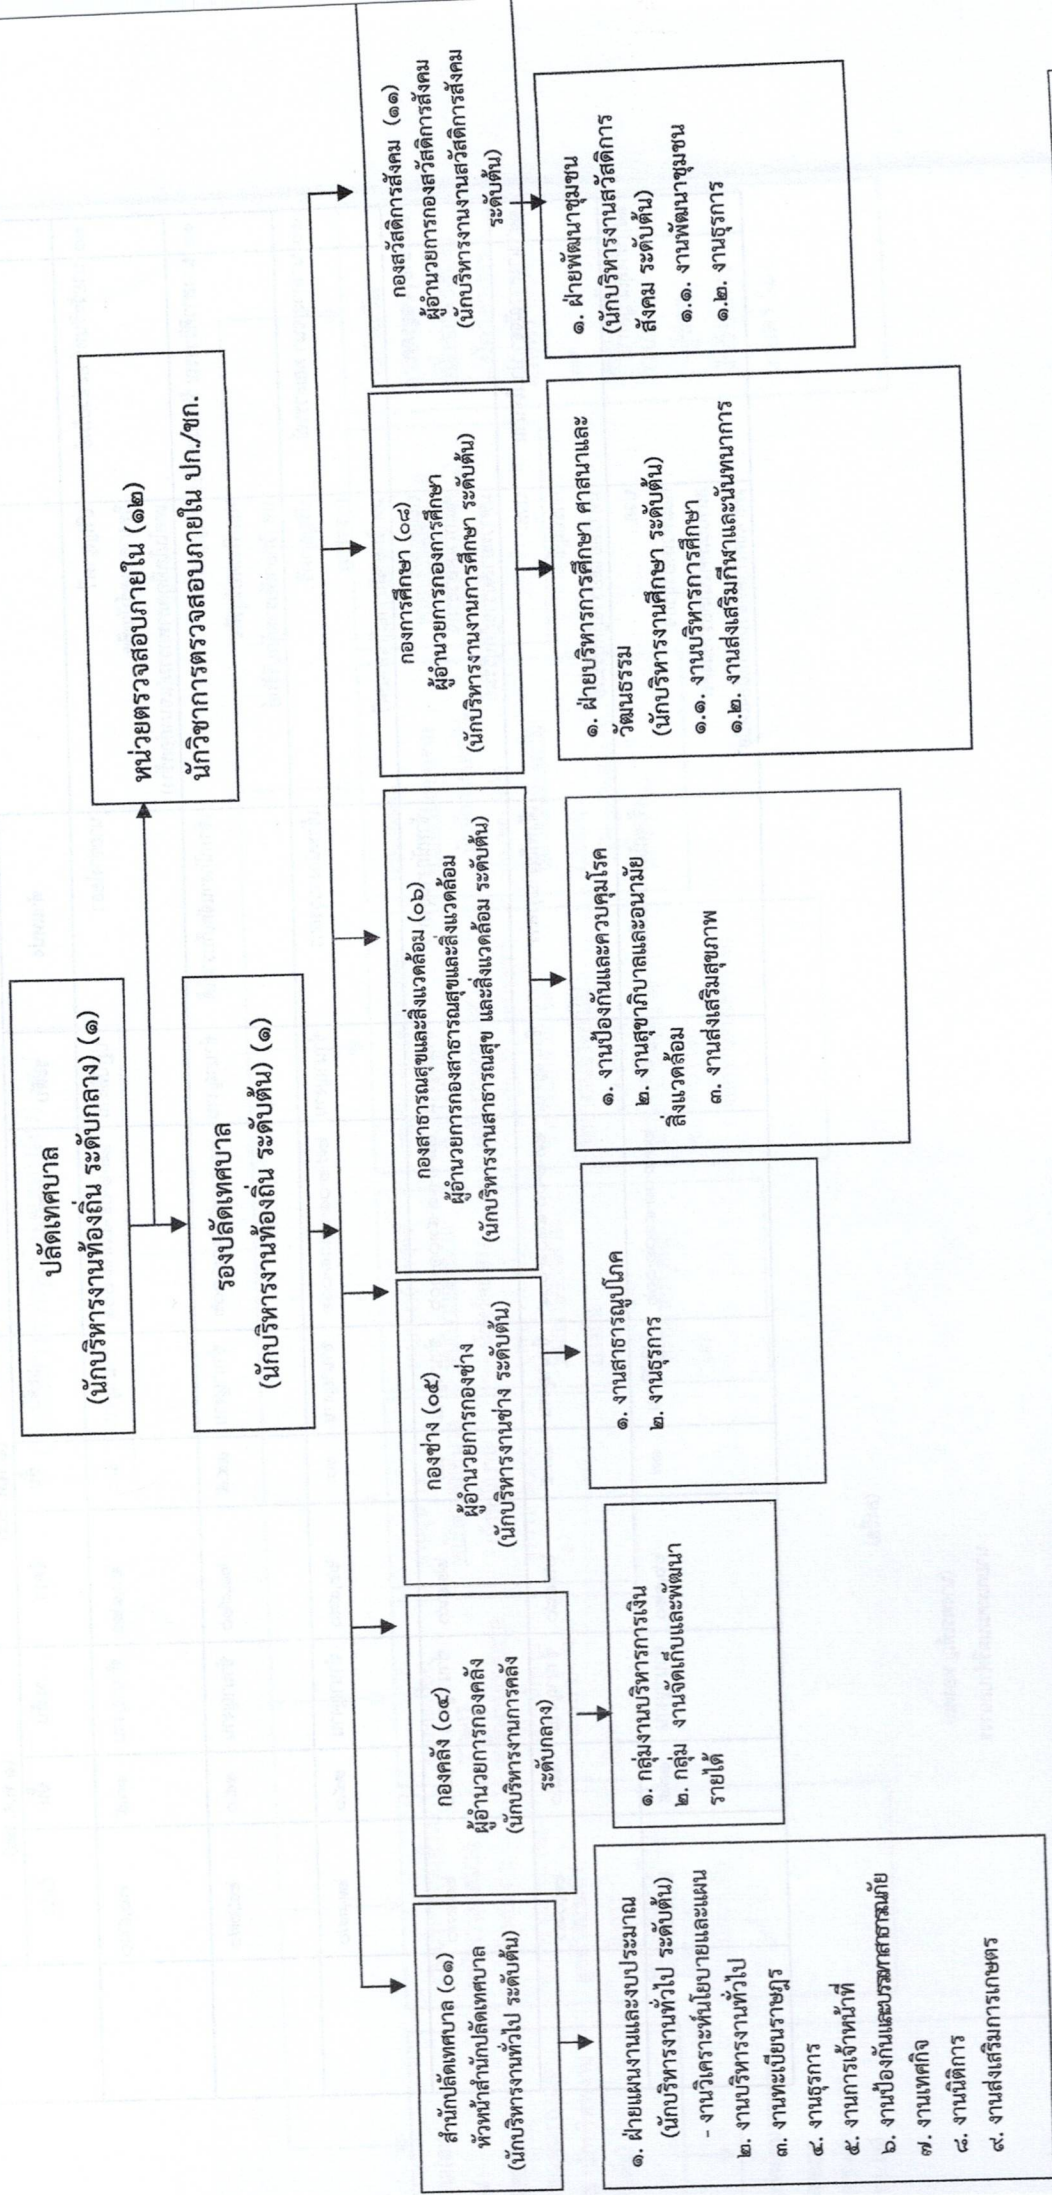 ปลัดเทศบาล
(นักบริหารงานท้องถิ่น ระดับกลาง) (๑)
หน่วยตรวจสอบภายใน (๑๒)
นักวิชาการตรวจสอบภายใน ปก./ชก.
รองปลัดเทศบาล
(นักบริหารงานท้องถิ่น ระดับต้น) (๑)
สำนักปลัดเทศบาล (๐๑)
หัวหน้าสำนักปลัดเทศบาล
(นักบริหารงานทั่วไป ระดับต้น)
กองคลัง (๐๔)
ผู้อำนวยการกองคลัง
(นักบริหารงานการคลัง
ระดับกลาง)
กองช่าง (๐๕)
ผู้อำนวยการกองช่าง
(นักบริหารงานช่าง ระดับต้น)
กองสาธารณสุขและสิ่งแวดล้อม (๐๖)
ผู้อำนวยการกองสาธารณสุขและสิ่งแวดล้อม
(นักบริหารงานสาธารณสุข และสิ่งแวดล้อม ระดับต้น)
กองการศึกษา (๐๘)
ผู้อำนวยการกองการศึกษา
(นักบริหารงานงานการศึกษา ระดับต้น)
กองสวัสดิการสังคม (๑๑)
ผู้อำนวยการกองสวัสดิการสังคม
(นักบริหารงานงานสวัสดิการสังคม
ระดับต้น)
๑. ฝ่ายแผนงานและงบประมาณ
(นักบริหารงานทั่วไป ระดับต้น)
- งานวิเคราะห์นโยบายและแผน
๒. งานบริหารงานทั่วไป
๓. งานทะเบียนราษฎร
๔. งานธุรการ
๕. งานการเจ้าหน้าที่
๖. งานป้องกันและบรรเทาสาธารณภัย
๗. งานเทศกิจ
๘. งานนิติการ
๙. งานส่งเสริมการเกษตร
๑. กลุ่มงานบริหารการเงิน
๒. กลุ่ม งานจัดเก็บและพัฒนา
รายได้
๑. งานสาธารณูปโภค
๒. งานธุรการ
๑. งานป้องกันและควบคุมโรค
๒. งานสุขาภิบาลและอนามัย
สิ่งแวดล้อม
๓. งานส่งเสริมสุขภาพ
๑. ฝ่ายบริหารการศึกษา ศาสนาและ
วัฒนธรรม
(นักบริหารงานศึกษา ระดับต้น)
๑.๑. งานบริหารการศึกษา
๑.๒. งานส่งเสริมกีฬาและนันทนาการ
๑. ฝ่ายพัฒนาชุมชน
(นักบริหารงานสวัสดิการ
สังคม ระดับต้น)
๑.๑. งานพัฒนาชุมชน
๑.๒. งานธุรการ